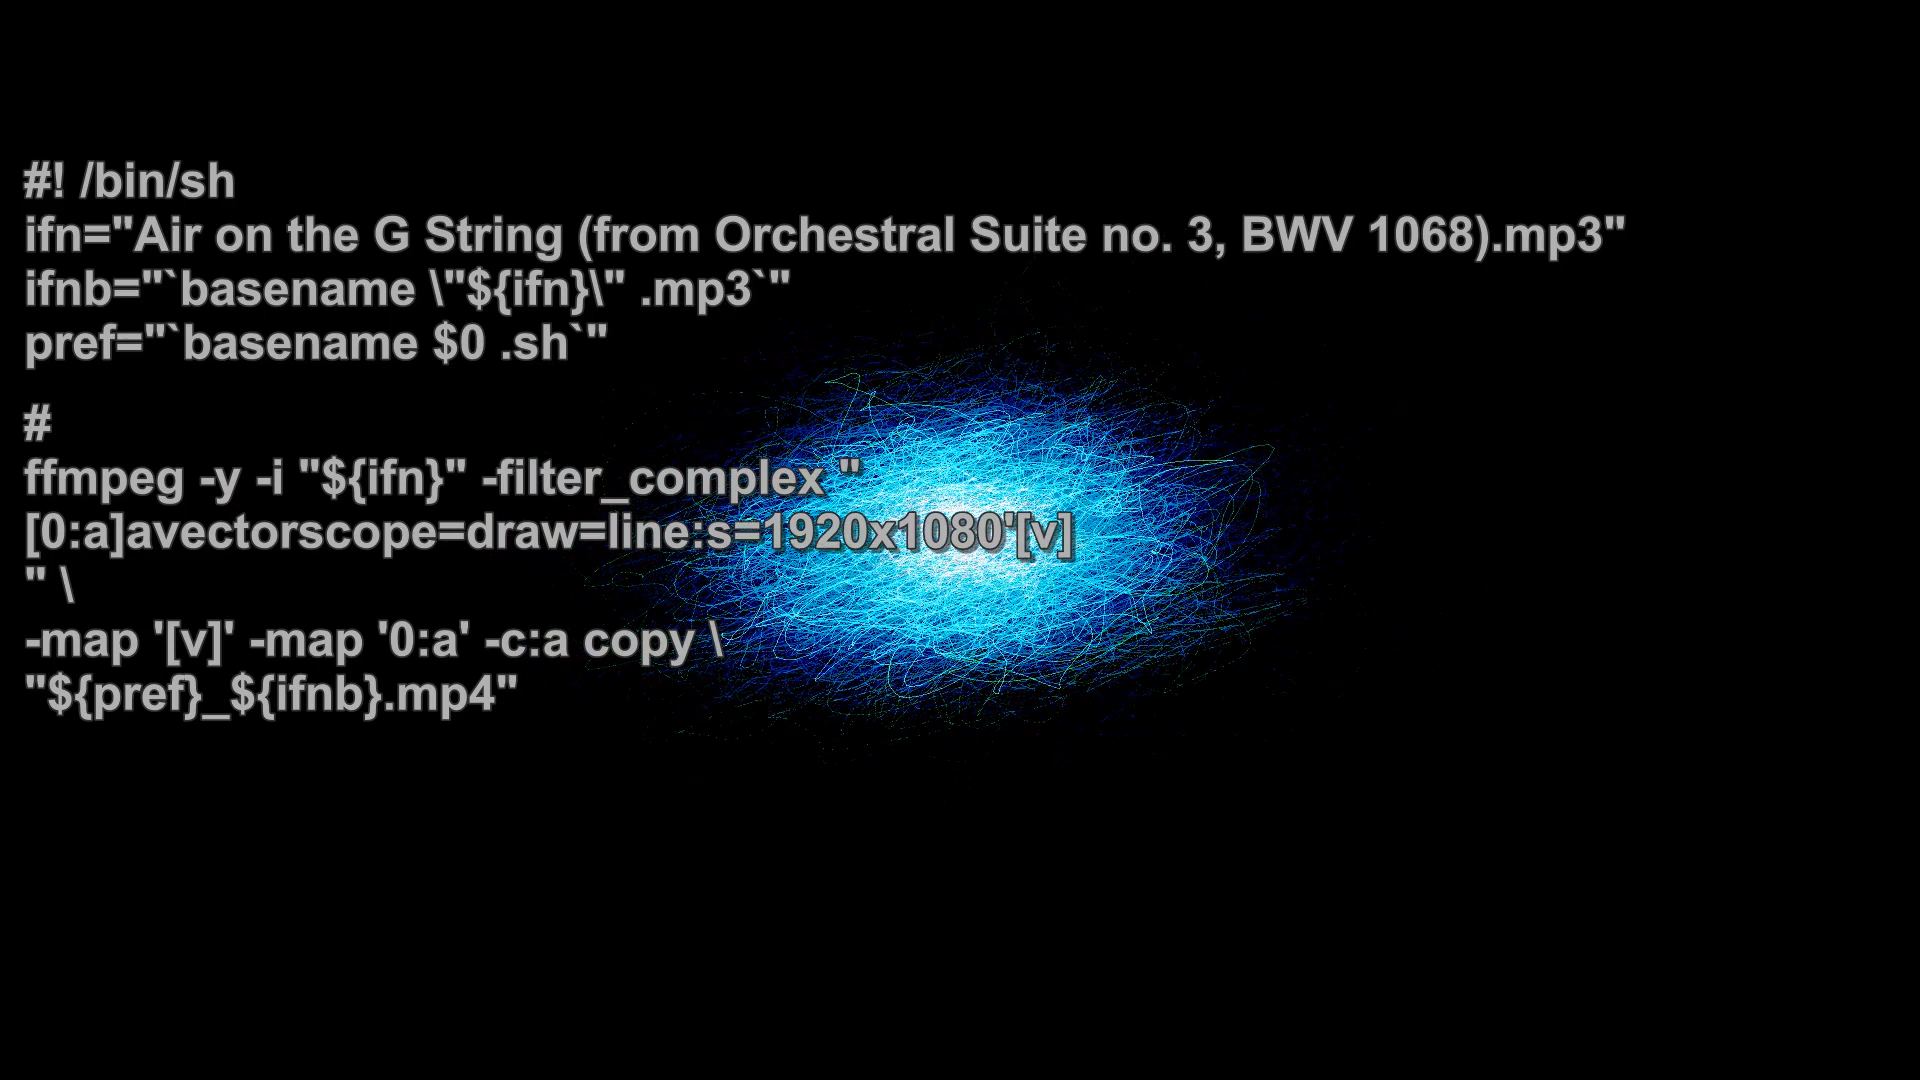 #! /bin/sh
ifn="Air on the G String (from Orchestral Suite no. 3, BWV 1068).mp3"
ifnb="`basename \"${ifn}\" .mp3`"
pref="`basename $0 .sh`"
#
ffmpeg -y -i "${ifn}" -filter_complex "
[0:a]avectorscope=draw=line:s=1920x1080'[v]
" \
-map '[v]' -map '0:a' -c:a copy \
"${pref}_${ifnb}.mp4"